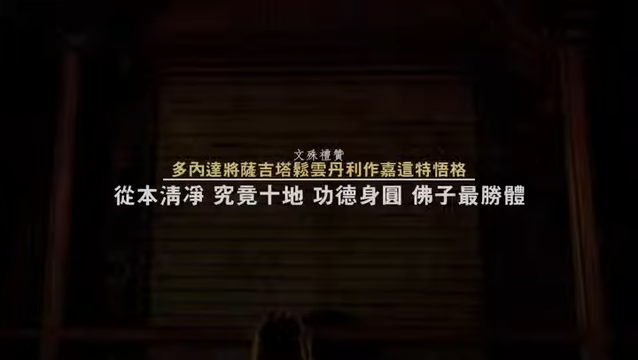 文殊禮贊
多內達將薩吉塔鬆雲丹利作嘉這特悟格
從本清凈 究竟十地 功德身圓 佛子最勝體